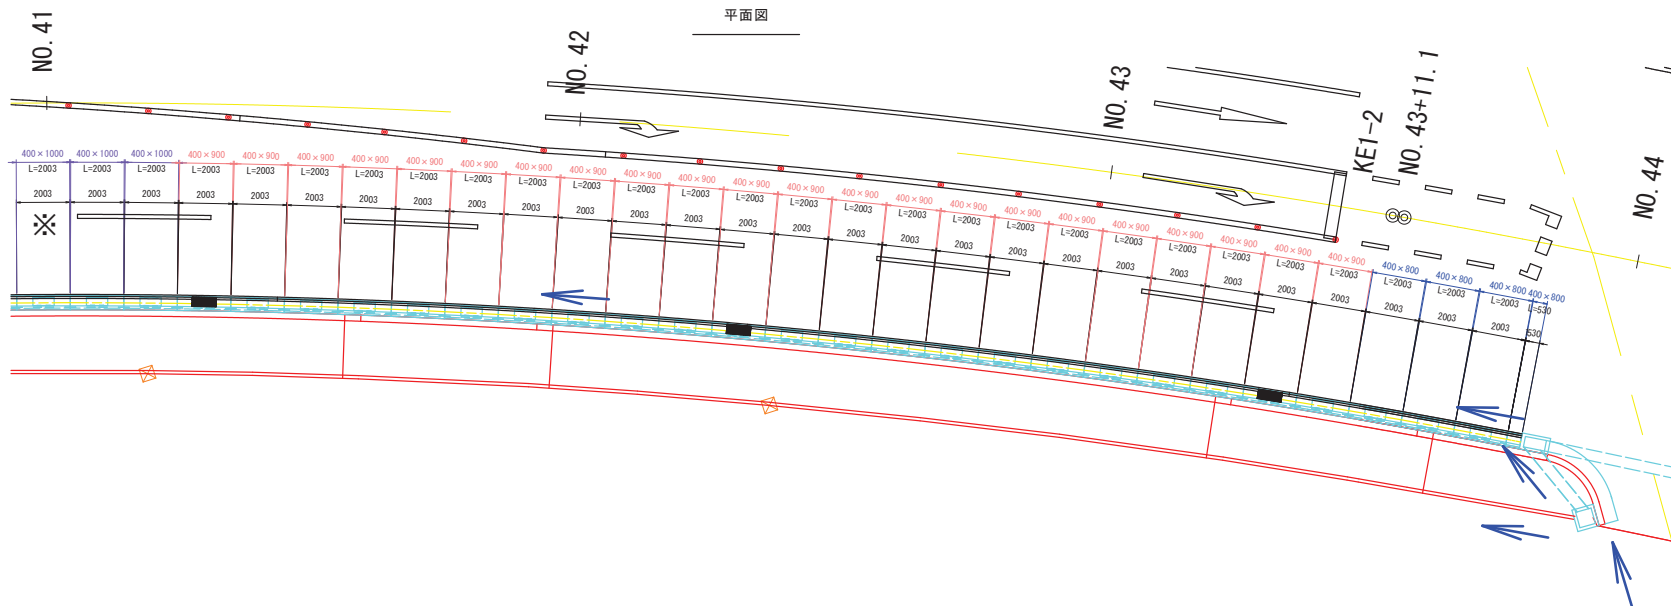 平面図
NO.41
NO.42
NO.43
KE1-2
NO.43+11.1
NO.44
400×1000 400×1000 400×1000 400×900 400×900 400×900 400×900 400×900 400×900 400×900 400×900 400×900 400×900 400×900 400×900 400×900 400×900 400×900 400×900 400×900 400×900 400×900 400×900 400×900 400×900 400×800 400×800 400×800 400×800
L=2003 L=2003 L=2003 L=2003 L=2003 L=2003 L=2003 L=2003 L=2003 L=2003 L=2003 L=2003 L=2003 L=2003 L=2003 L=2003 L=2003 L=2003 L=2003 L=2003 L=2003 L=2003 L=2003 L=2003 L=2003 L=2003 L=2003 L=2003 L=530
2003 2003 2003 2003 2003 2003 2003 2003 2003 2003 2003 2003 2003 2003 2003 2003 2003 2003 2003 2003 2003 2003 2003 2003 2003 2003 2003 2003 530
※